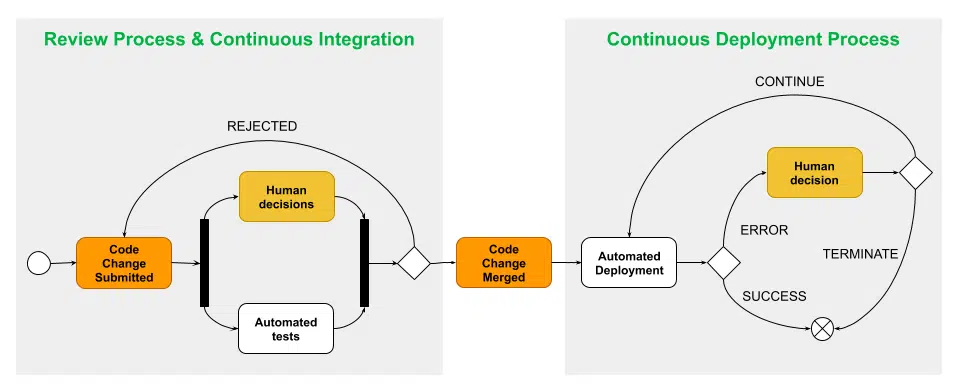 Review Process & Continuous Integration
Continuous Deployment Process
CONTINUE
REJECTED
Human
decisions
Human
decision
Code
Change
Submitted
Automated
tests
Code
Change
Merged
Automated
Deployment
ERROR
TERMINATE
SUCCESS